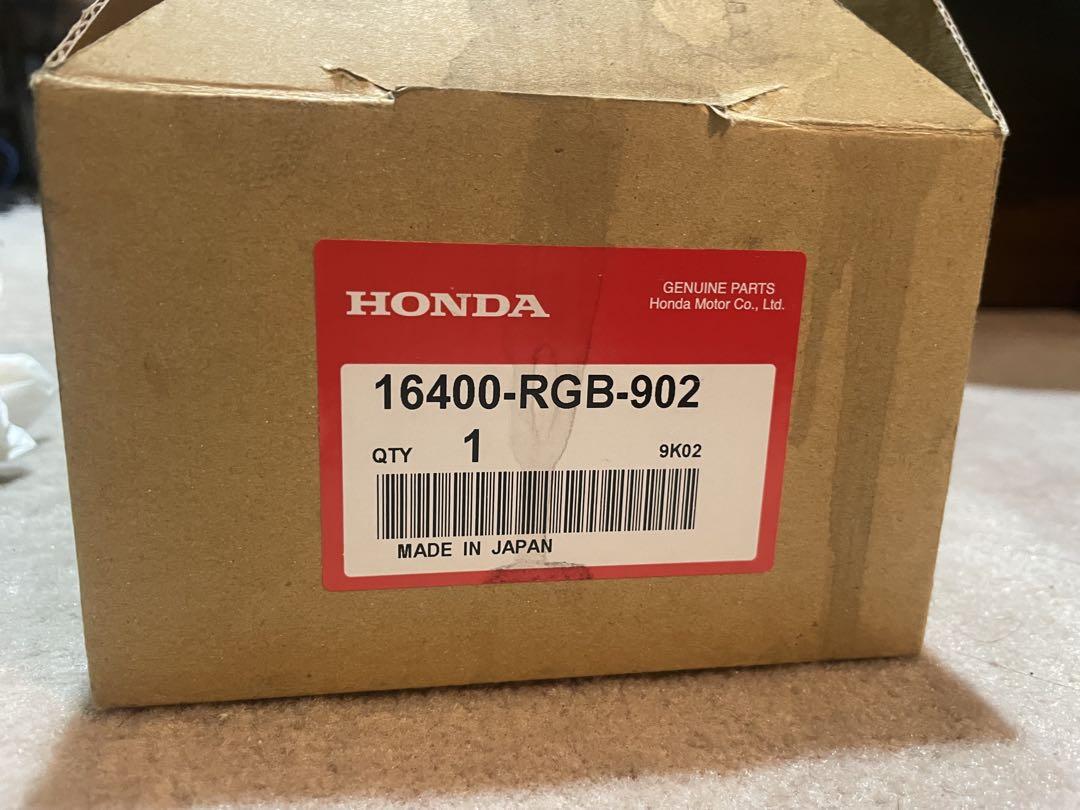 HONDA
GENUINE PARTS
Honda Motor Co., Ltd.
16400-RGB-902
QTY 1 9K02
MADE IN JAPAN